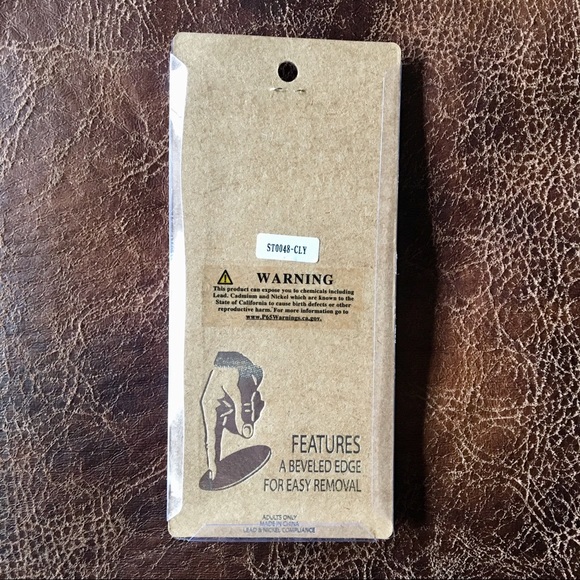 ST0048-CLY
WARNING
This product can expose you to chemicals including
Lead, Cadmium and Nickel which are known to the
State of California to cause birth defects or other
reproductive harm. For more information go to
www.P65Warnings.ca.gov.
FEATURES
A BEVELED EDGE
FOR EASY REMOVAL
ADULTS ONLY
MADE IN CHINA
LEAD & NICKEL COMPLIANCE